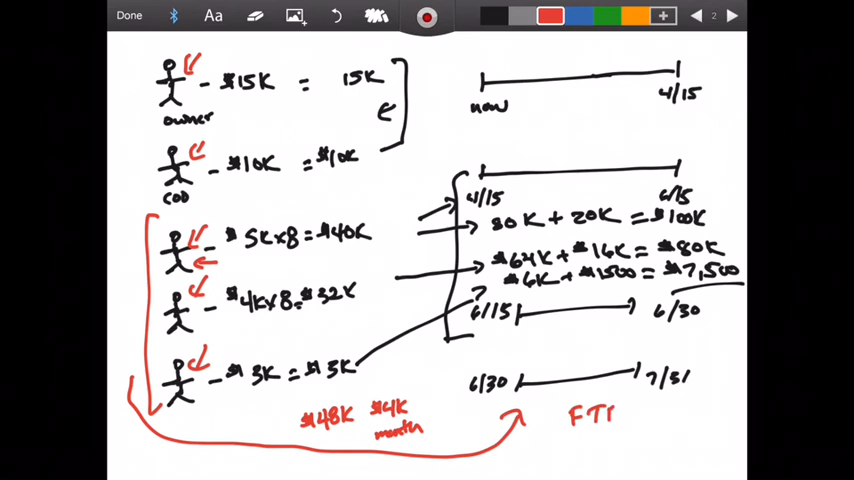 Done Aa 2
$15K = 15K
owner
now 4/15
$10K = $10K
COO
4/15 6/15
80K + 20K = $100K
$5K x 8 = $40K
$64K + $16K = $80K
$6K + $1500 = $7,500
$4K x 8 = $32K
6/15 6/30
$3K = $3K
6/30 7/31
$48K $4K
month